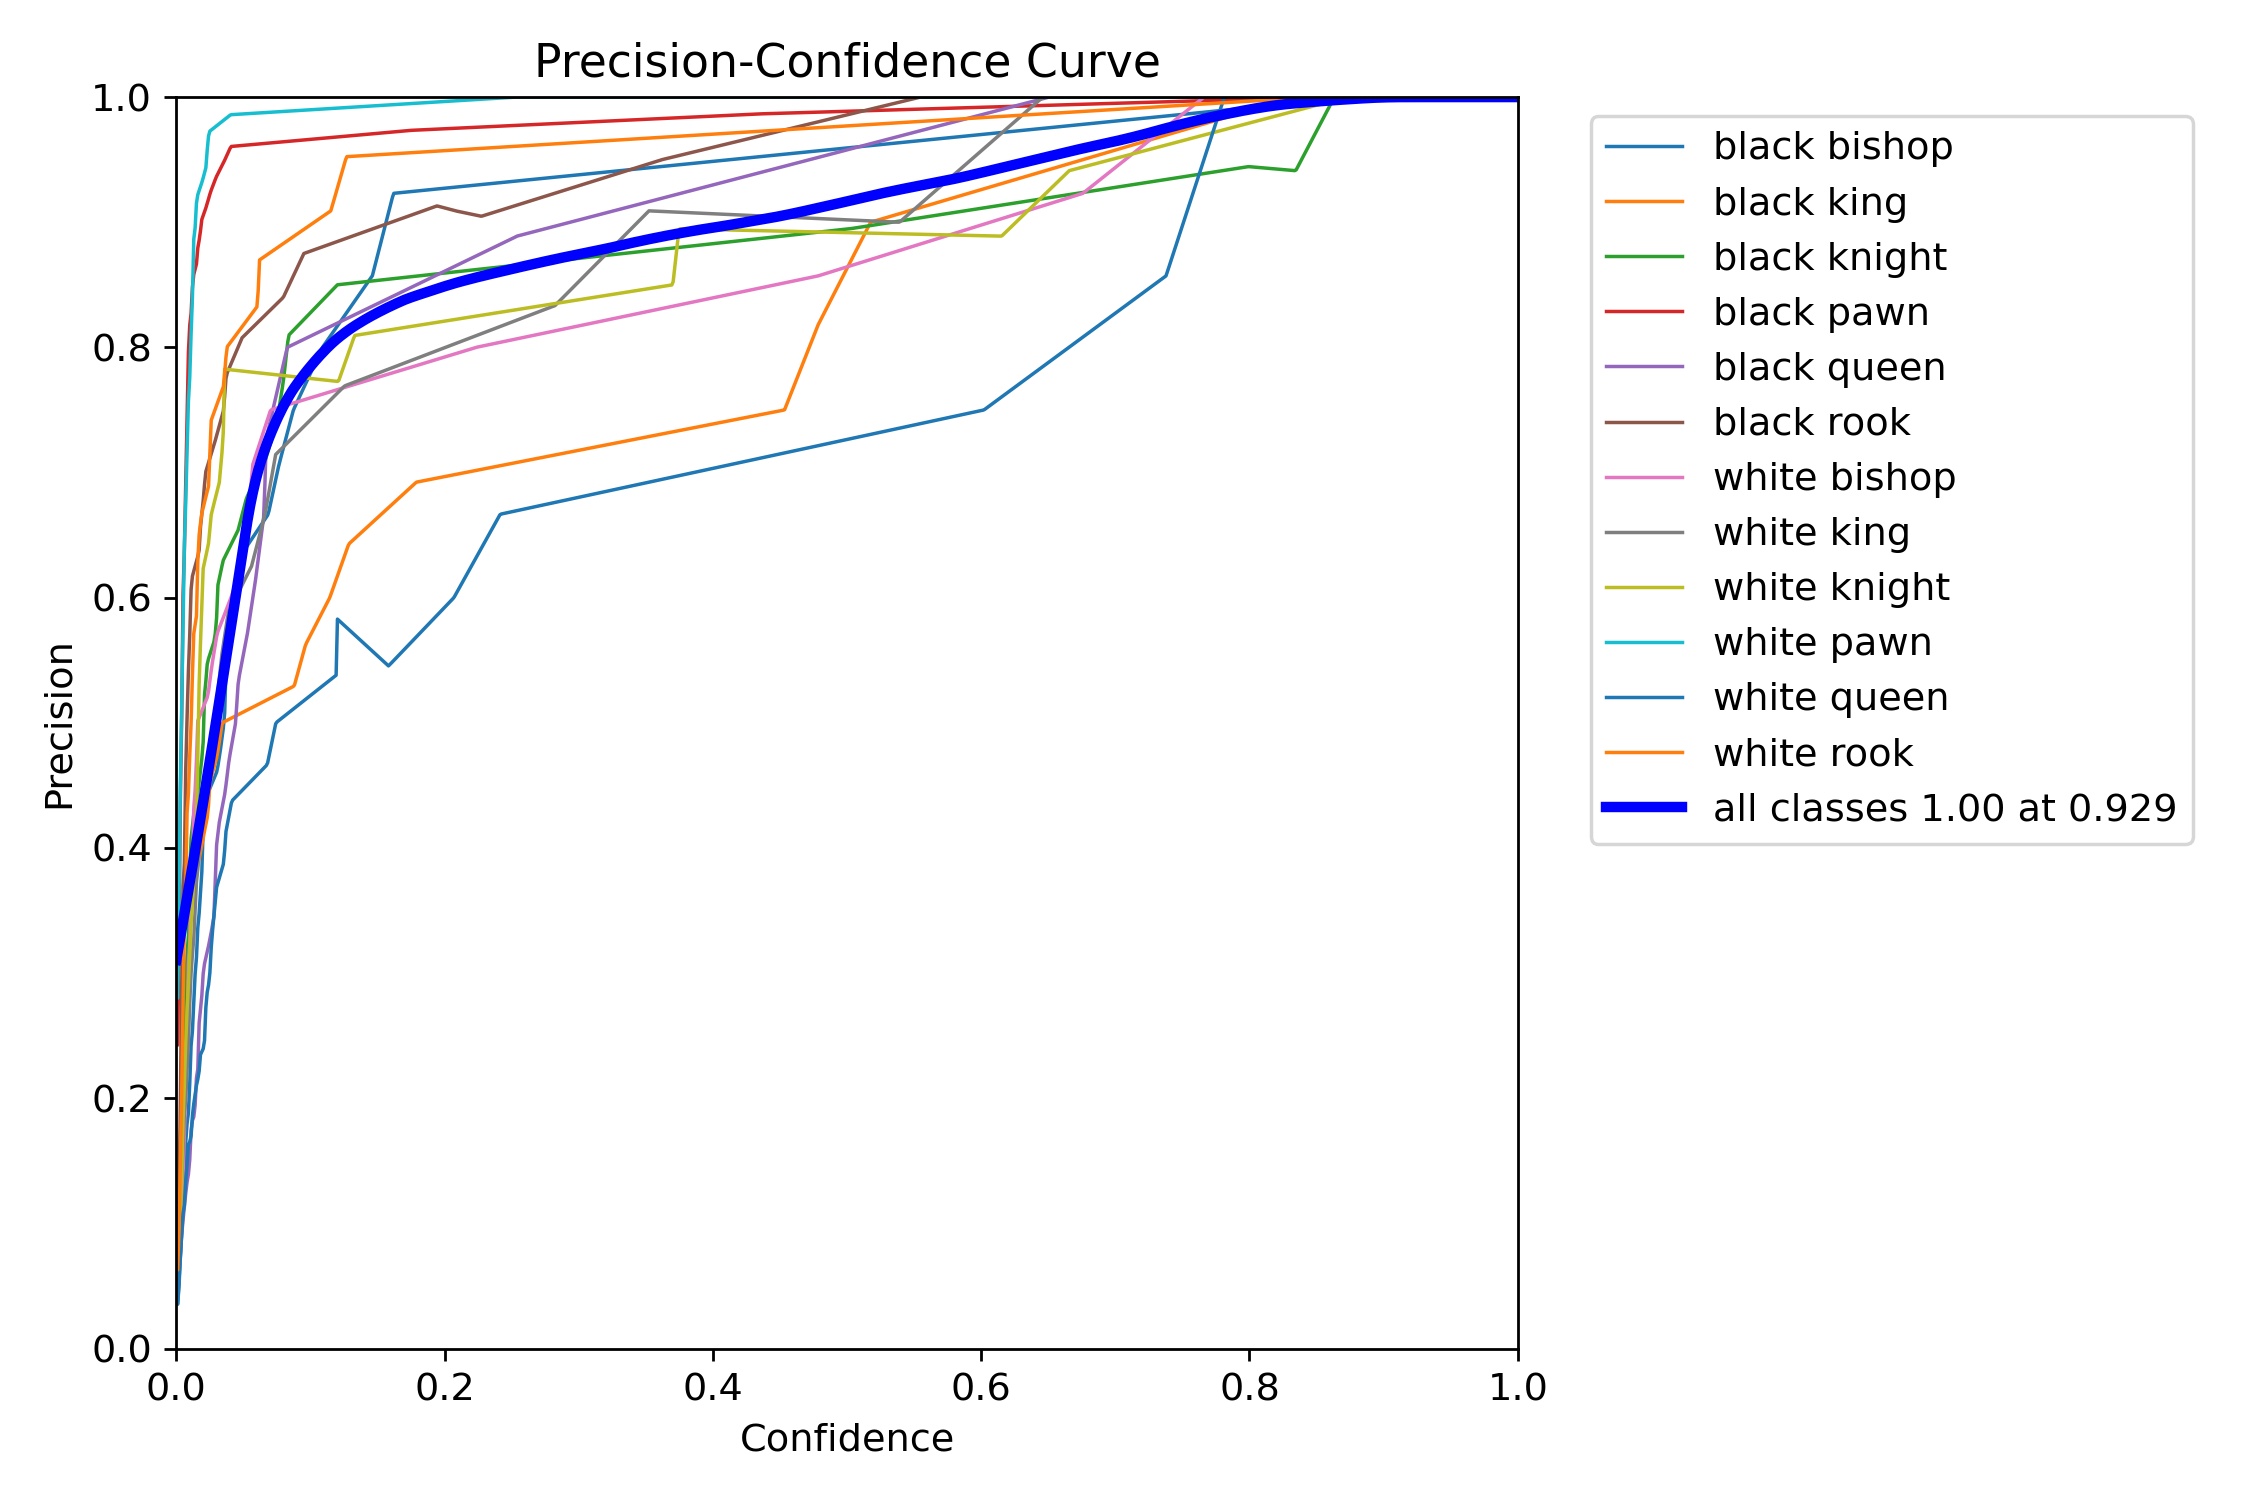 Precision-Confidence Curve
1.0
0.8
0.6
0.4
0.2
0.0
Precision
0.0 0.2 0.4 0.6 0.8 1.0
Confidence
black bishop
black king
black knight
black pawn
black queen
black rook
white bishop
white king
white knight
white pawn
white queen
white rook
all classes 1.00 at 0.929